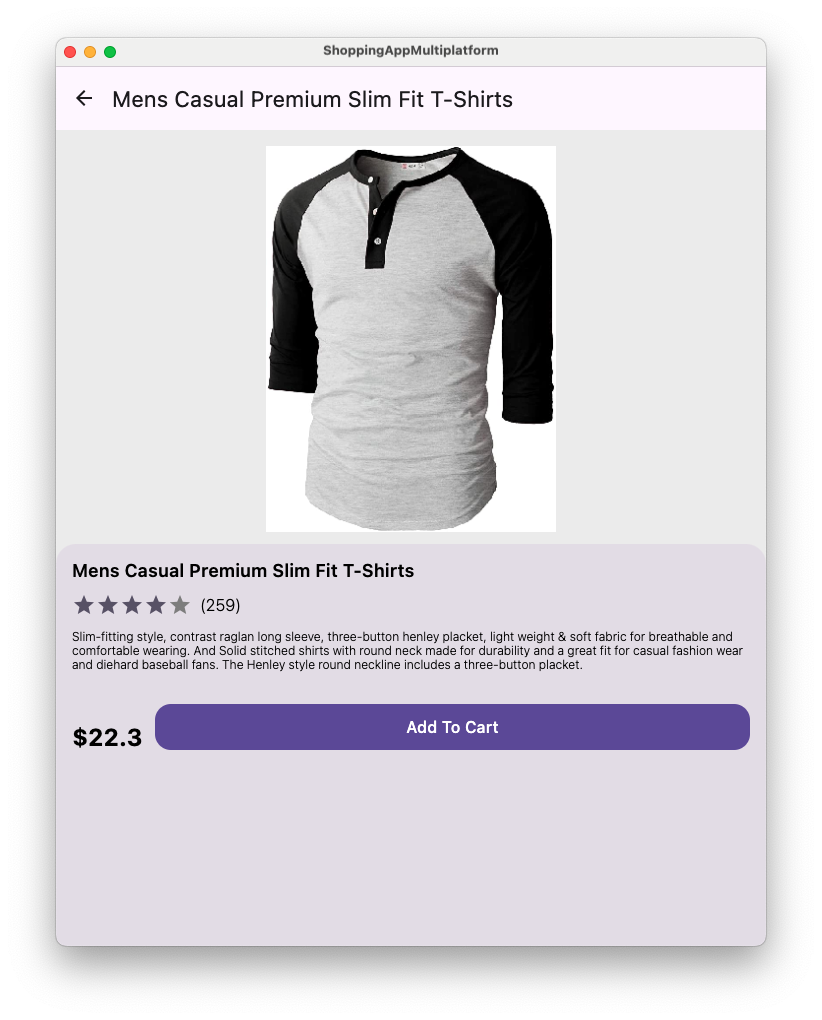 ShoppingAppMultiplatform
Mens Casual Premium Slim Fit T-Shirts
Mens Casual Premium Slim Fit T-Shirts
(259)
Slim-fitting style, contrast raglan long sleeve, three-button henley placket, light weight & soft fabric for breathable and
comfortable wearing. And Solid stitched shirts with round neck made for durability and a great fit for casual fashion wear
and diehard baseball fans. The Henley style round neckline includes a three-button placket.
$22.3
Add To Cart